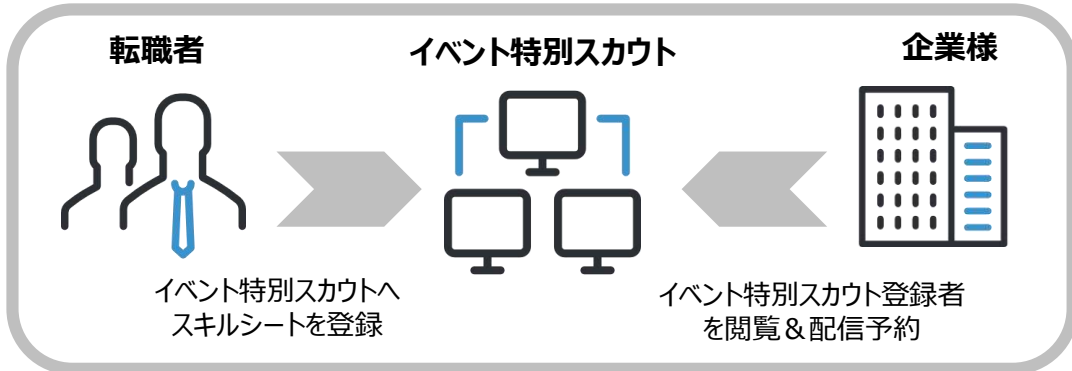 転職者
イベント特別スカウト
企業様
イベント特別スカウトへ
スキルシートを登録
イベント特別スカウト登録者
を閲覧＆配信予約